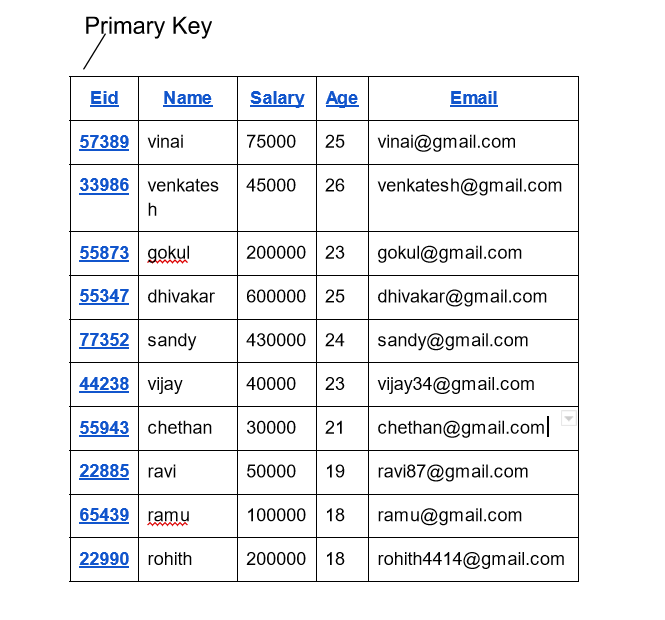 Primary Key
Eid Name Salary Age Email
57389 vinai 75000 25 vinai@gmail.com
33986 venkates 45000 26 venkatesh@gmail.com
h
55873 gokul 200000 23 gokul@gmail.com
55347 dhivakar 600000 25 dhivakar@gmail.com
77352 sandy 430000 24 sandy@gmail.com
44238 vijay 40000 23 vijay34@gmail.com
55943 chethan 30000 21 chethan@gmail.com
22885 ravi 50000 19 ravi87@gmail.com
65439 ramu 100000 18 ramu@gmail.com
22990 rohith 200000 18 rohith4414@gmail.com